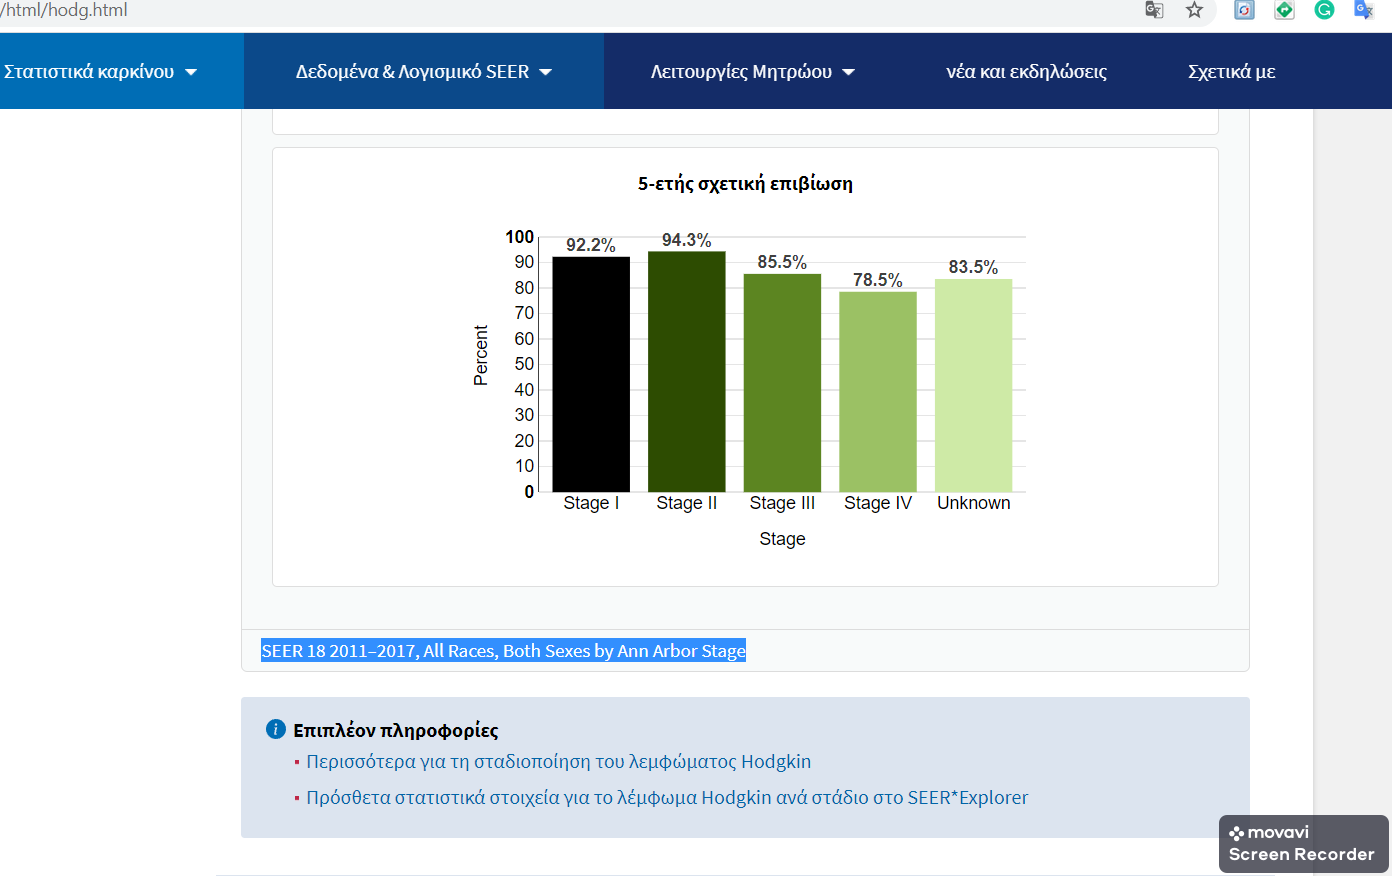 /html/hodg.html
Στατιστικά καρκίνου
Δεδομένα & Λογισμικό SEER
Λειτουργίες Μητρώου
νέα και εκδηλώσεις
Σχετικά με
5-ετής σχετική επιβίωση
100
90
80
70
60
50
40
30
20
10
0
Percent
92.2%
94.3%
85.5%
78.5%
83.5%
Stage I
Stage II
Stage III
Stage IV
Unknown
Stage
SEER 18 2011–2017, All Races, Both Sexes by Ann Arbor Stage
i Επιπλέον πληροφορίες
Περισσότερα για τη σταδιοποίηση του λεμφώματος Hodgkin
Πρόσθετα στατιστικά στοιχεία για το λέμφωμα Hodgkin ανά στάδιο στο SEER*Explorer
movavi
Screen Recorder